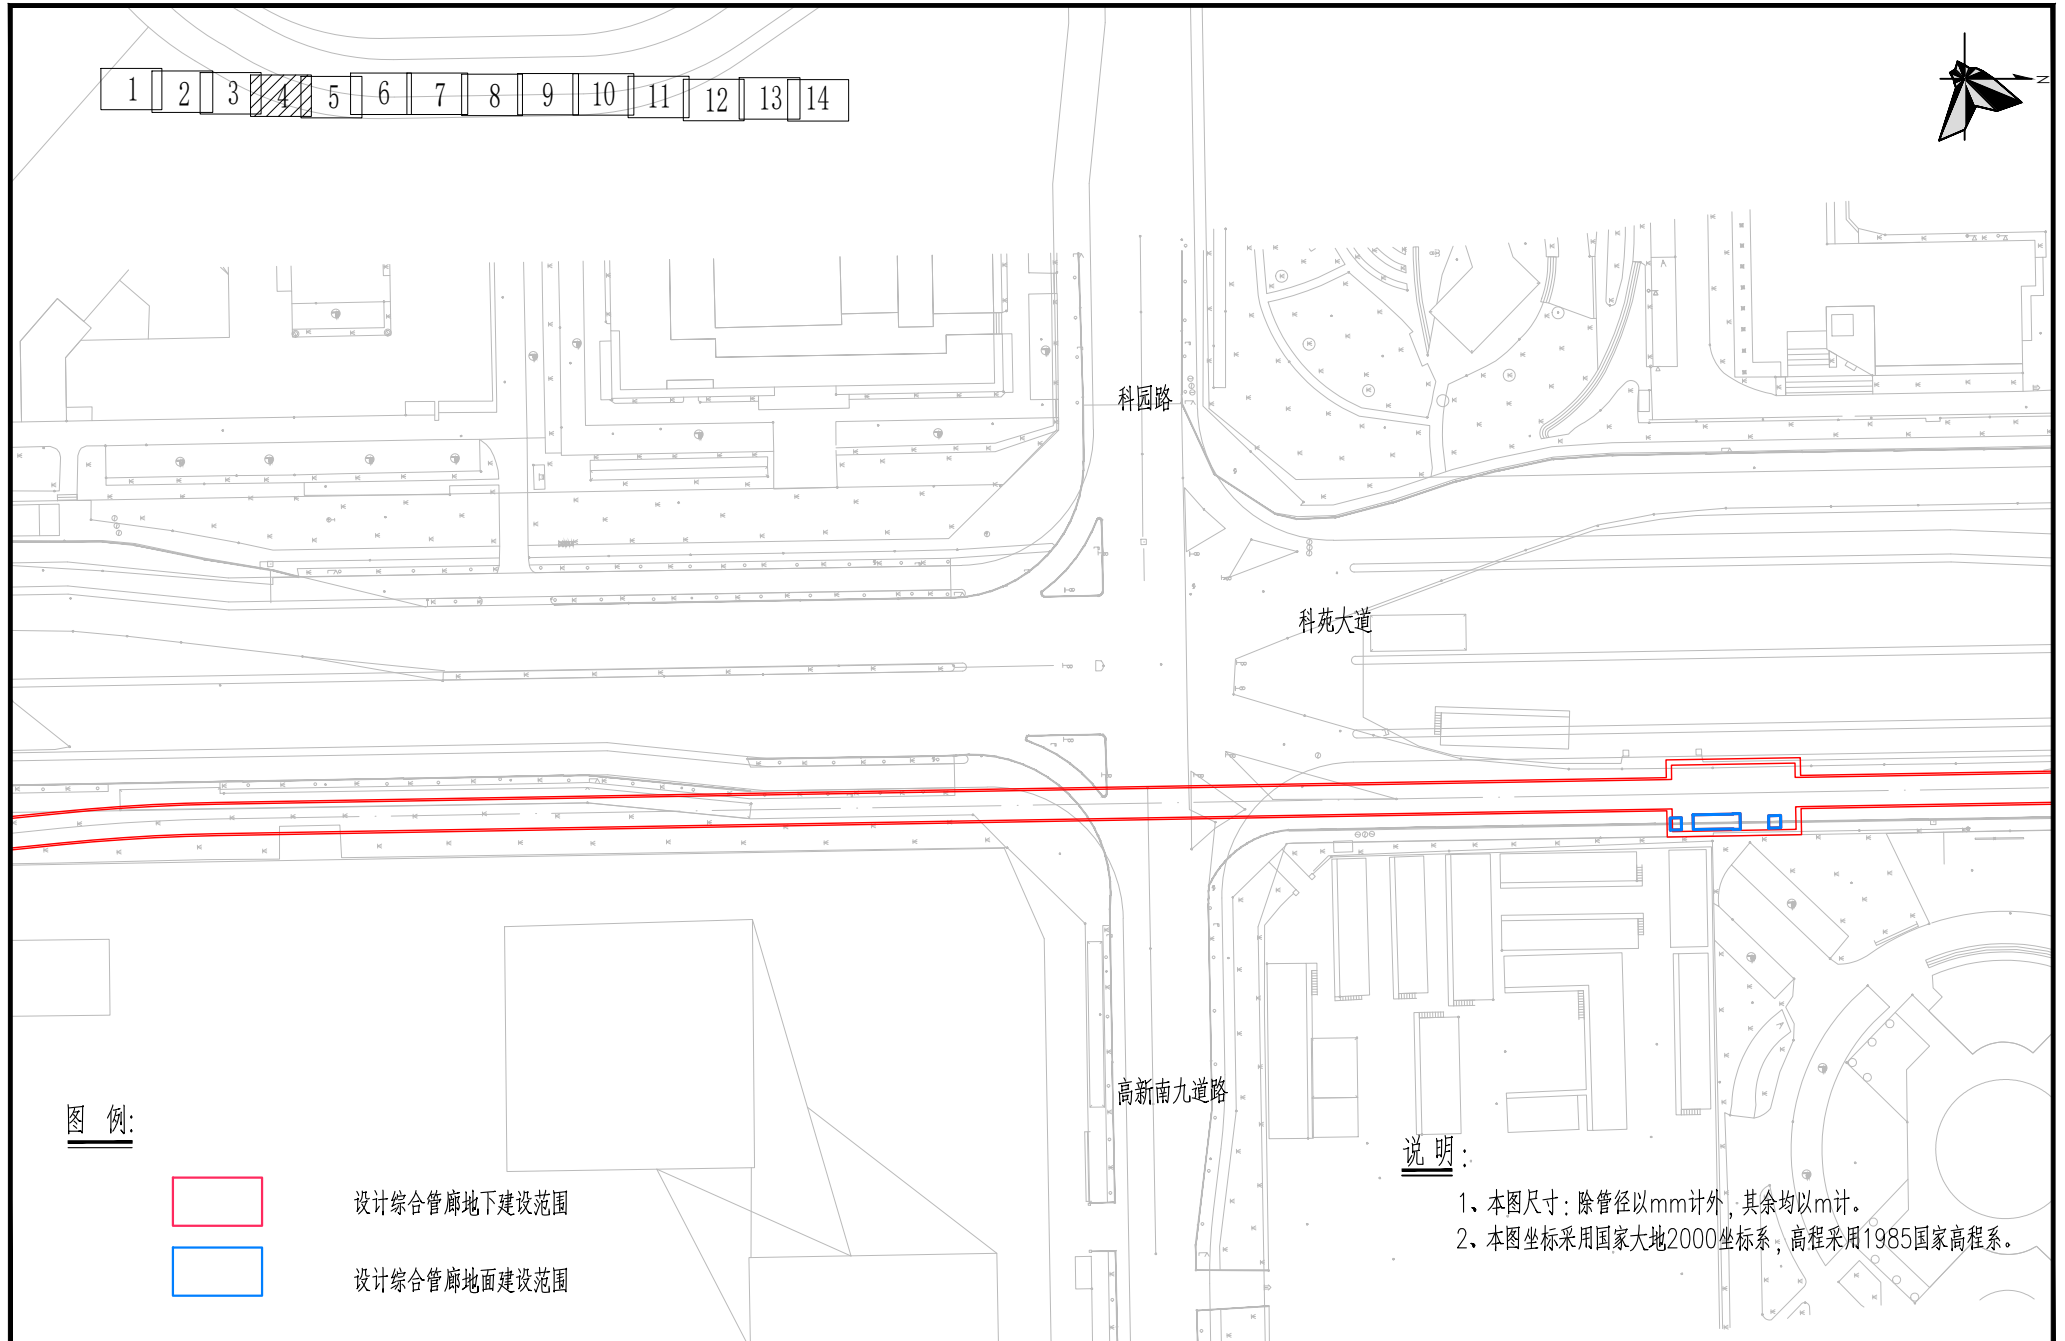 1 2 3 4 5 6 7 8 9 10 11 12 13 14
N
科园路
科苑大道
高新南九道路
图 例:
设计综合管廊地下建设范围
设计综合管廊地面建设范围
说 明:
1、本图尺寸: 除管径以mm计外, 其余均以m计。
2、本图坐标采用国家大地2000坐标系, 高程采用1985国家高程系。